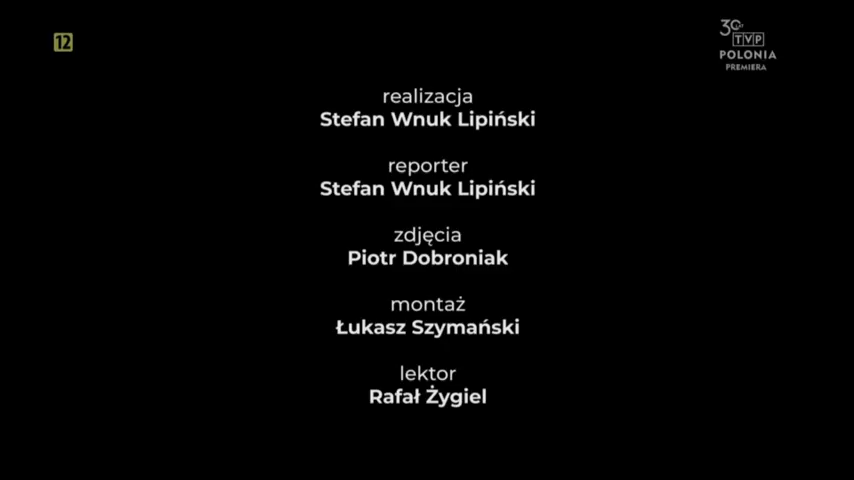 12
30 lat
TVP
POLONIA
PREMIERA
realizacja
Stefan Wnuk Lipiński
reporter
Stefan Wnuk Lipiński
zdjęcia
Piotr Dobroniak
montaż
Łukasz Szymański
lektor
Rafał Żygiel